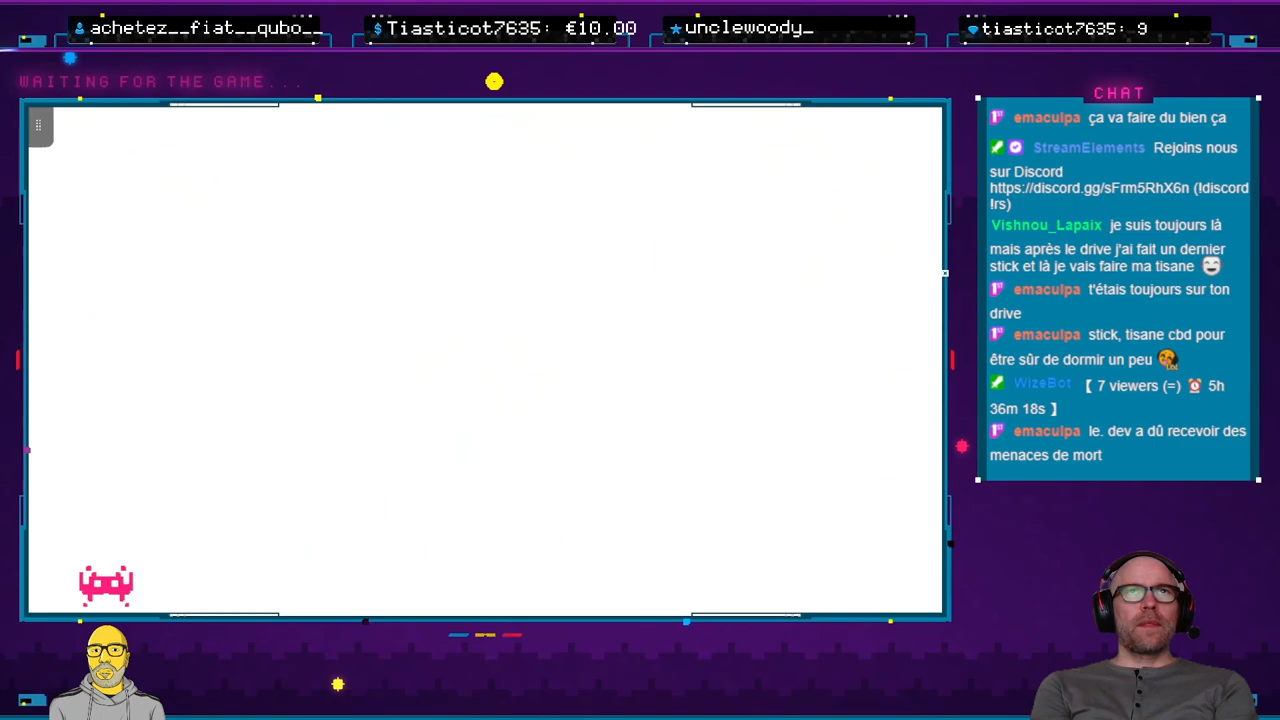 achetez__fiat__qubo__
Tiasticot7635: €10.00
unclewoody_
tiasticot7635: 9
WAITING FOR THE GAME...
CHAT
emaculpa ça va faire du bien ça
StreamElements Rejoins nous
sur Discord
https://discord.gg/sFrm5RhX6n (!discord
!rs)
Vishnou_Lapaix je suis toujours là
mais après le drive j'ai fait un dernier
stick et là je vais faire ma tisane
emaculpa t'étais toujours sur ton
drive
emaculpa stick, tisane cbd pour
être sûr de dormir un peu
WizeBot 【 7 viewers (=) ⏰ 5h
36m 18s 】
emaculpa le. dev a dû recevoir des
menaces de mort